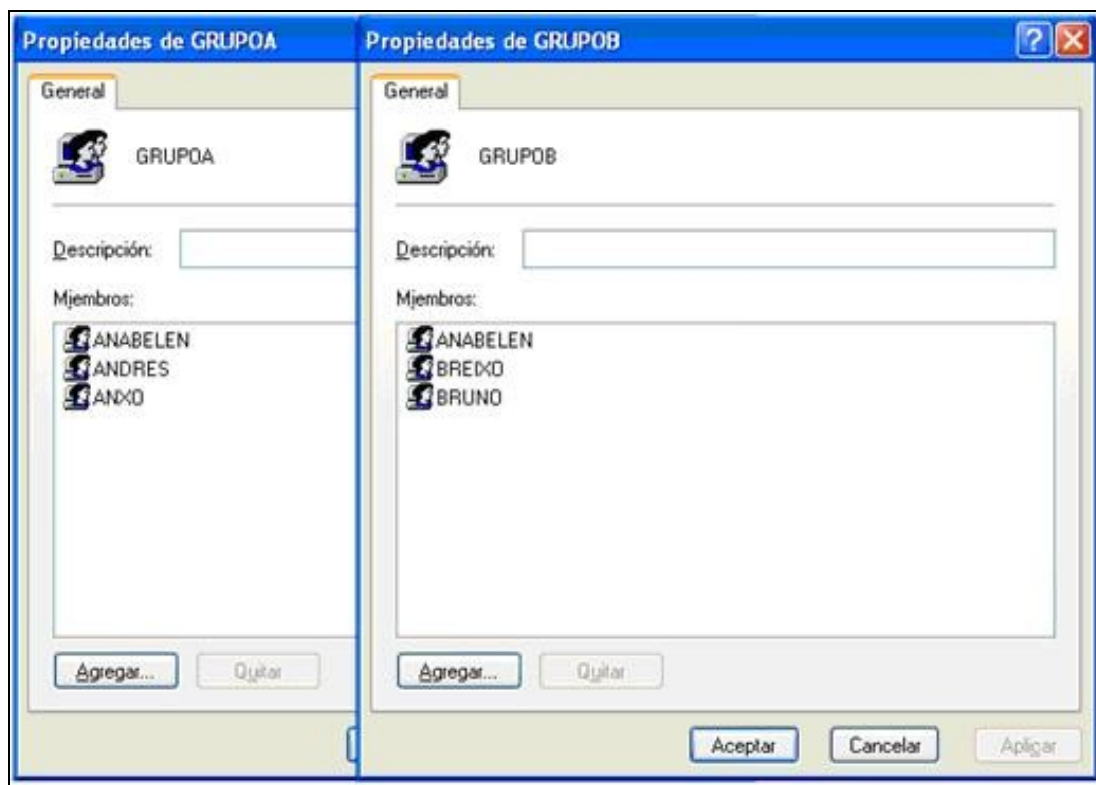 Propiedades de GRUPOA
General
GRUPOA
Descripción:
Miembros:
ANABELEN
ANDRES
ANXO
Agregar...
Quitar
Propiedades de GRUPOB
General
GRUPOB
Descripción:
Miembros:
ANABELEN
BREIXO
BRUNO
Agregar...
Quitar
Aceptar
Cancelar
Aplicar